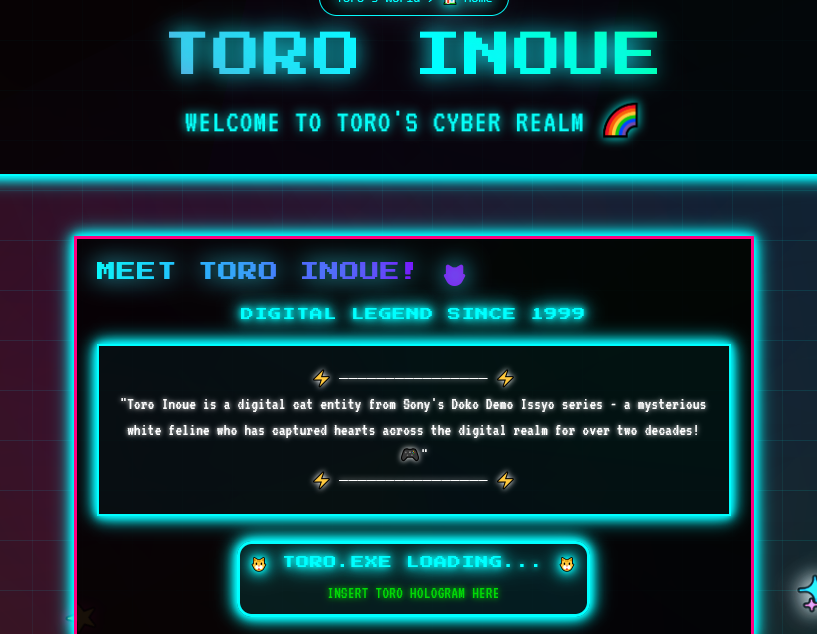 Toro's World / 🏠 Home
TORO INOUE
WELCOME TO TORO'S CYBER REALM 🌈
MEET TORO INOUE! 🐱
DIGITAL LEGEND SINCE 1999
⚡ ———————————————— ⚡
"Toro Inoue is a digital cat entity from Sony's Doko Demo Issyo series - a mysterious
white feline who has captured hearts across the digital realm for over two decades!
🎮"
⚡ ———————————————— ⚡
🐱 TORO.EXE LOADING... 🐱
INSERT TORO HOLOGRAM HERE